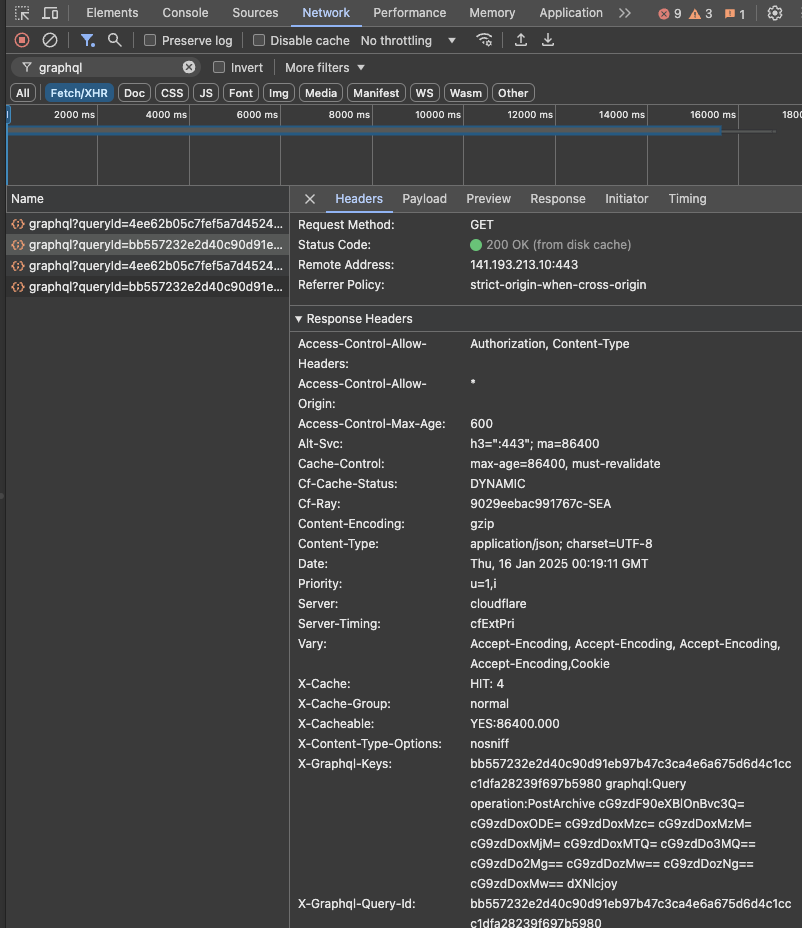 Elements Console Sources Network Performance Memory Application 9 3 1
Preserve log Disable cache No throttling
graphql Invert More filters
All Fetch/XHR Doc CSS JS Font Img Media Manifest WS Wasm Other
2000 ms 4000 ms 6000 ms 8000 ms 10000 ms 12000 ms 14000 ms 16000 ms 1800
Name Headers Payload Preview Response Initiator Timing
graphql?queryId=4ee62b05c7fef5a7d4524...
graphql?queryId=bb557232e2d40c90d91e...
graphql?queryId=4ee62b05c7fef5a7d4524...
graphql?queryId=bb557232e2d40c90d91e...
Request Method: GET
Status Code: 200 OK (from disk cache)
Remote Address: 141.193.213.10:443
Referrer Policy: strict-origin-when-cross-origin
Response Headers
Access-Control-Allow- Authorization, Content-Type
Headers:
Access-Control-Allow- *
Origin:
Access-Control-Max-Age: 600
Alt-Svc: h3=":443"; ma=86400
Cache-Control: max-age=86400, must-revalidate
Cf-Cache-Status: DYNAMIC
Cf-Ray: 9029eebac991767c-SEA
Content-Encoding: gzip
Content-Type: application/json; charset=UTF-8
Date: Thu, 16 Jan 2025 00:19:11 GMT
Priority: u=1,i
Server: cloudflare
Server-Timing: cfExtPri
Vary: Accept-Encoding, Accept-Encoding, Accept-Encoding,
Accept-Encoding,Cookie
X-Cache: HIT: 4
X-Cache-Group: normal
X-Cacheable: YES:86400.000
X-Content-Type-Options: nosniff
X-Graphql-Keys: bb557232e2d40c90d91eb97b47c3ca4e6a675d6d4c1cc
c1dfa28239f697b5980 graphql:Query
operation:PostArchive cG9zdF90eXBlOnBvc3Q=
cG9zdDoxODE= cG9zdDoxMzc= cG9zdDoxMzM=
cG9zdDoxMjM= cG9zdDoxMTQ= cG9zdDo3MQ==
cG9zdDo2Mg== cG9zdDozMw== cG9zdDozNg==
cG9zdDoxMw== dXNlcjoy
X-Graphql-Query-Id: bb557232e2d40c90d91eb97b47c3ca4e6a675d6d4c1cc
c1dfa28239f697b5980